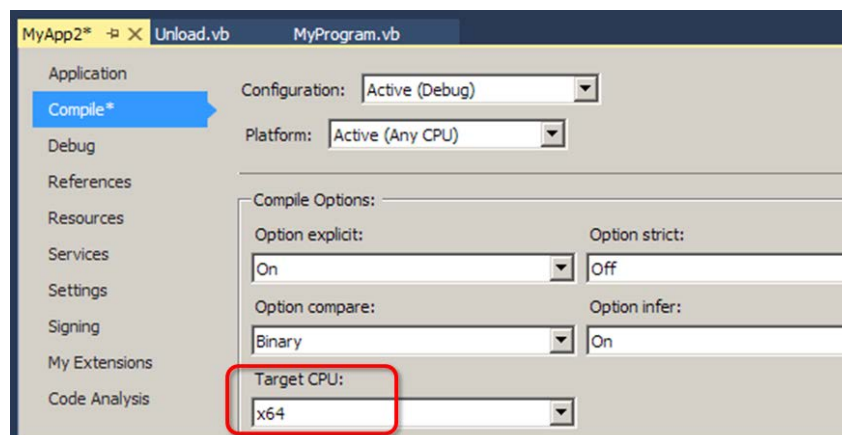 MyApp2* Unload.vb MyProgram.vb
Application
Compile*
Debug
References
Resources
Services
Settings
Signing
My Extensions
Code Analysis
Configuration: Active (Debug)
Platform: Active (Any CPU)
Compile Options:
Option explicit: Option strict:
On Off
Option compare: Option infer:
Binary On
Target CPU:
x64